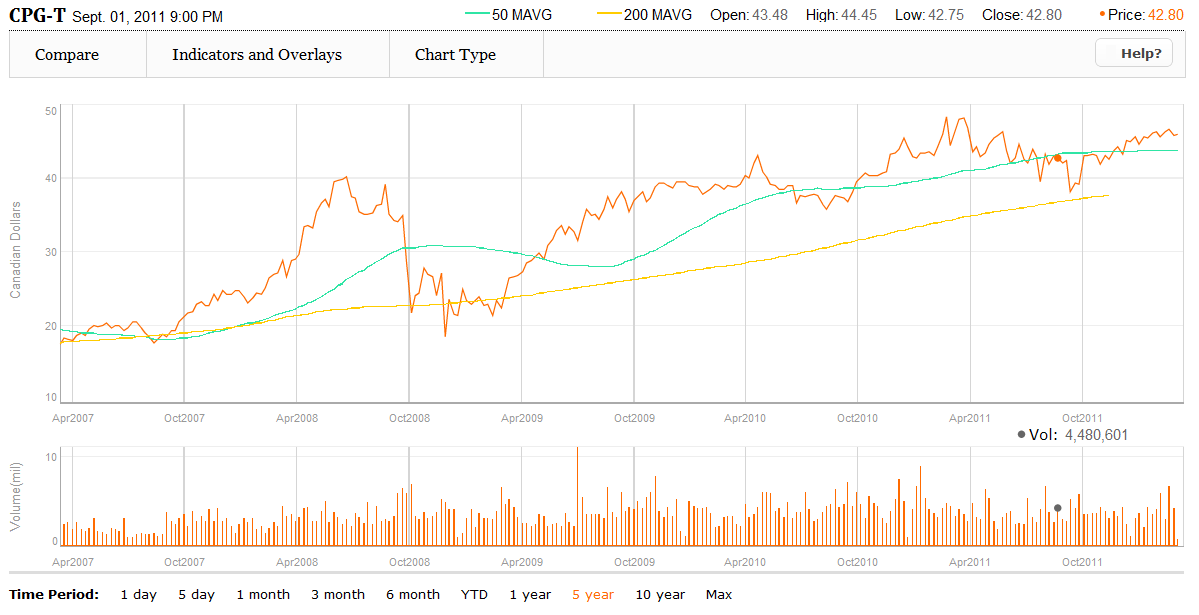 CPG-T Sept. 01, 2011 9:00 PM 50 MAVG 200 MAVG Open: 43.48 High: 44.45 Low: 42.75 Close: 42.80 Price: 42.80
Compare Indicators and Overlays Chart Type Help?
50
40
30
20
10
Canadian Dollars
Apr2007 Oct2007 Apr2008 Oct2008 Apr2009 Oct2009 Apr2010 Oct2010 Apr2011 Oct2011
Vol: 4,480,601
10
0
Volume(mil)
Apr2007 Oct2007 Apr2008 Oct2008 Apr2009 Oct2009 Apr2010 Oct2010 Apr2011 Oct2011
Time Period: 1 day 5 day 1 month 3 month 6 month YTD 1 year 5 year 10 year Max